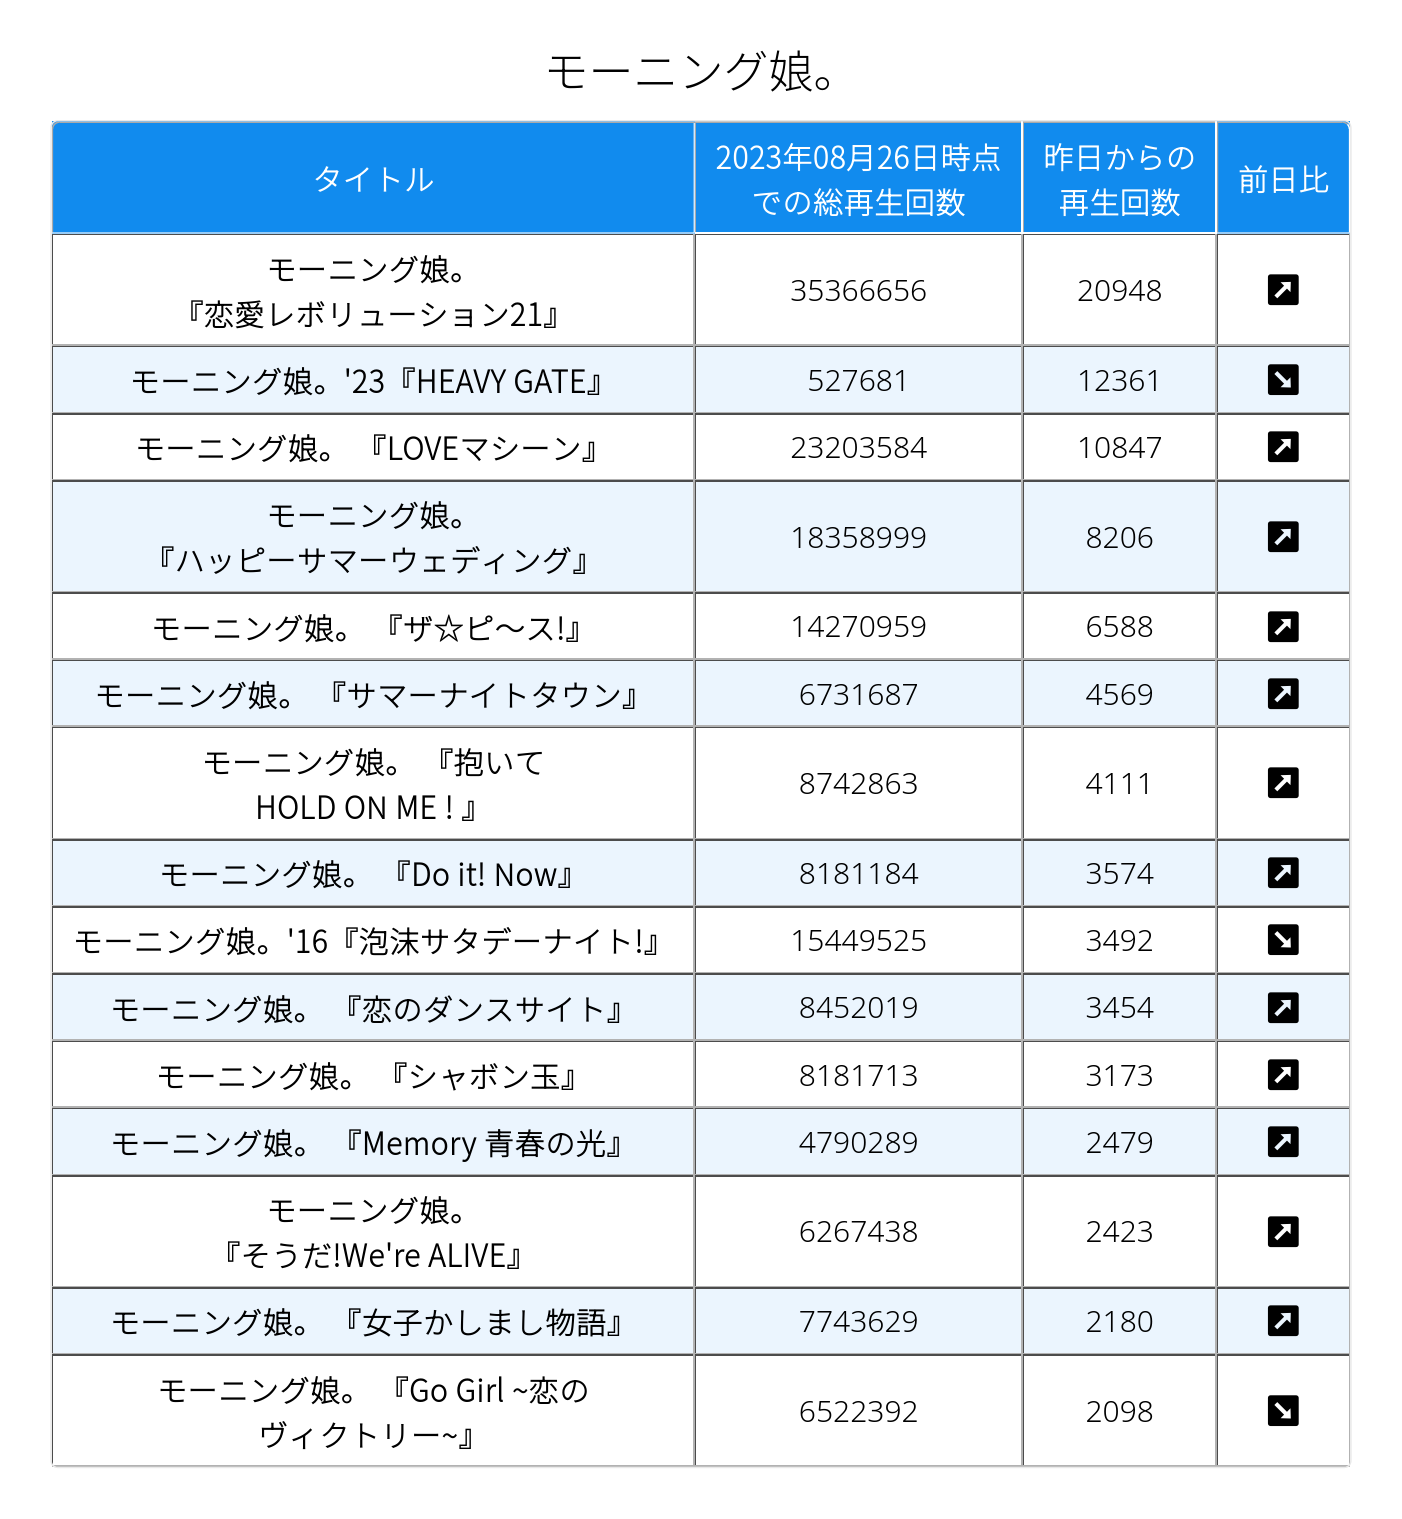 モーニング娘。
タイトル
2023年08月26日時点
での総再生回数
昨日からの
再生回数
前日比
モーニング娘。
『恋愛レボリューション21』
35366656
20948
モーニング娘。'23『HEAVY GATE』
527681
12361
モーニング娘。 『LOVEマシーン』
23203584
10847
モーニング娘。
『ハッピーサマーウェディング』
18358999
8206
モーニング娘。 『ザ☆ピ〜ス!』
14270959
6588
モーニング娘。 『サマーナイトタウン』
6731687
4569
モーニング娘。 『抱いて
HOLD ON ME ! 』
8742863
4111
モーニング娘。 『Do it! Now』
8181184
3574
モーニング娘。'16『泡沫サタデーナイト!』
15449525
3492
モーニング娘。 『恋のダンスサイト』
8452019
3454
モーニング娘。 『シャボン玉』
8181713
3173
モーニング娘。 『Memory 青春の光』
4790289
2479
モーニング娘。
『そうだ!We're ALIVE』
6267438
2423
モーニング娘。 『女子かしまし物語』
7743629
2180
モーニング娘。 『Go Girl ~恋の
ヴィクトリー~』
6522392
2098